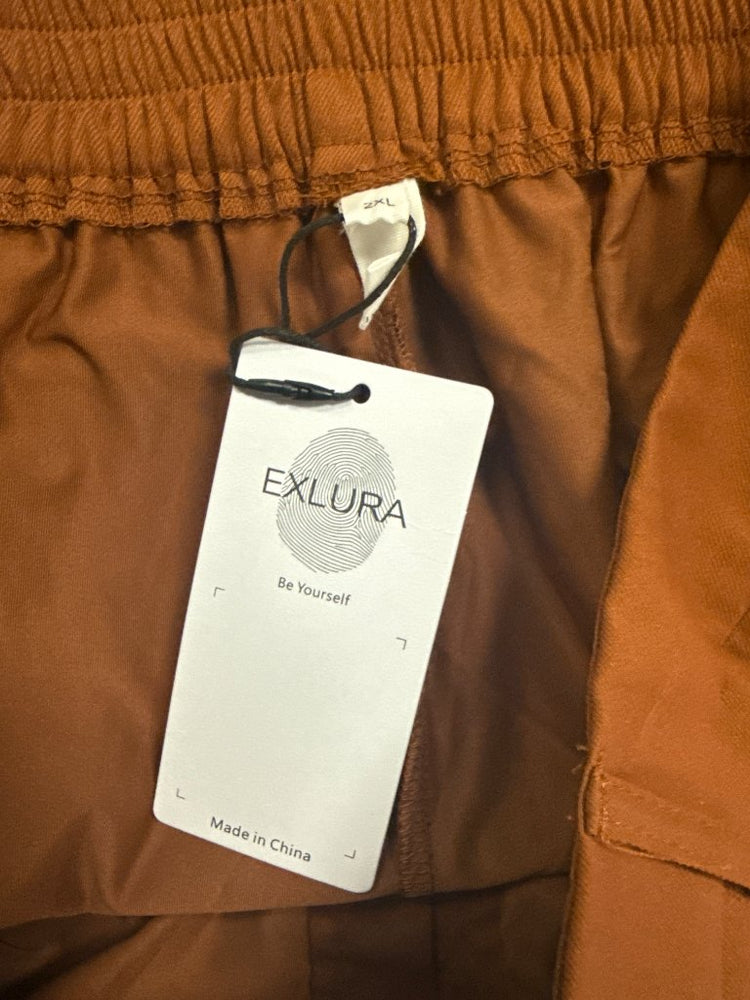 2XL
EXLURA
Be Yourself
Made in China